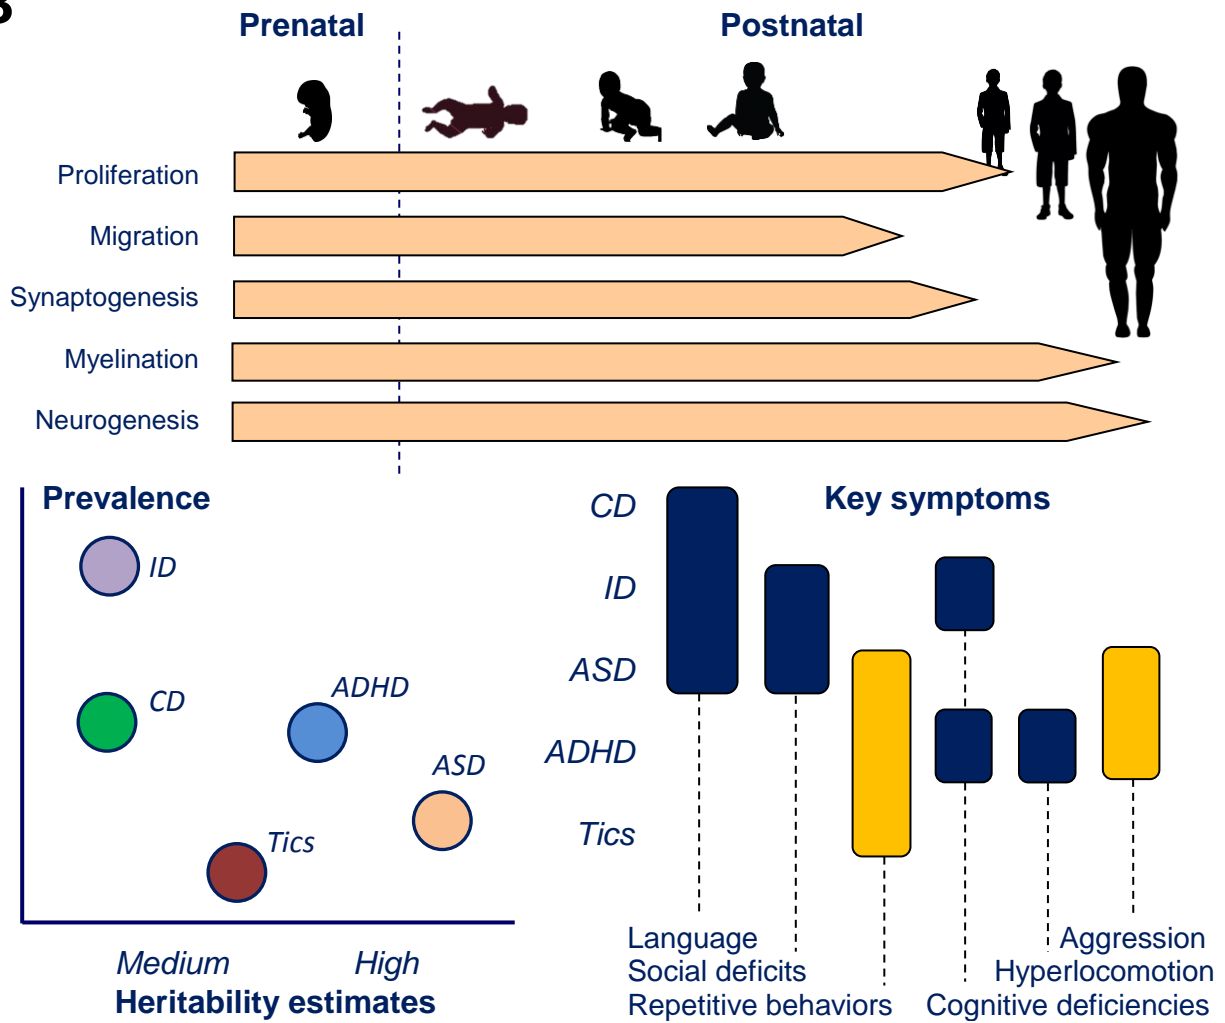 B
Prenatal
Postnatal
Proliferation
Migration
Synaptogenesis
Myelination
Neurogenesis
Prevalence
ID
CD
ADHD
ASD
Tics
Medium
High
Heritability estimates
Key symptoms
CD
ID
ASD
ADHD
Tics
Language
Social deficits
Repetitive behaviors
Aggression
Hyperlocomotion
Cognitive deficiencies